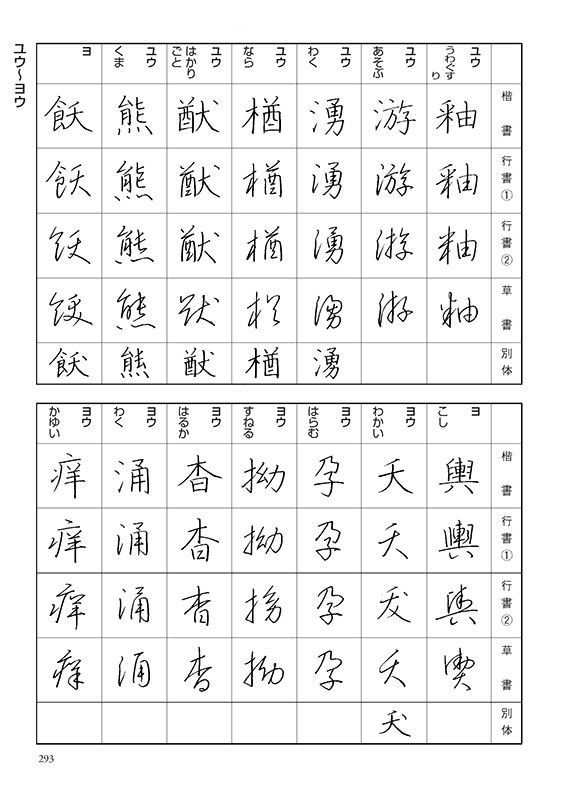 ユウ〜ヨウ
楷書 行書① 行書② 草書 別体
ユウ
うわぐすり
釉 釉 釉 釉
ユウ
あそぶ
游 游 游 游
ユウ
わく
湧 湧 湧 湧 湧
ユウ
なら
楢 楢 楢 楢 楢
ユウ
はかりごと
猷 猷 猷 猷 猷
ユウ
くま
熊 熊 熊 熊 熊
ヨ
飫 飫 飫 飫 飫
楷書 行書① 行書② 草書 別体
ヨ
こし
輿 輿 輿 輿
ヨウ
わかい
夭 夭 夭 夭 夭
ヨウ
はらむ
孕 孕 孕 孕
ヨウ
すねる
拗 拗 拗 拗
ヨウ
はるか
杳 杳 杳 杳
ヨウ
わく
涌 涌 涌 涌
ヨウ
かゆい
痒 痒 痒 痒
293